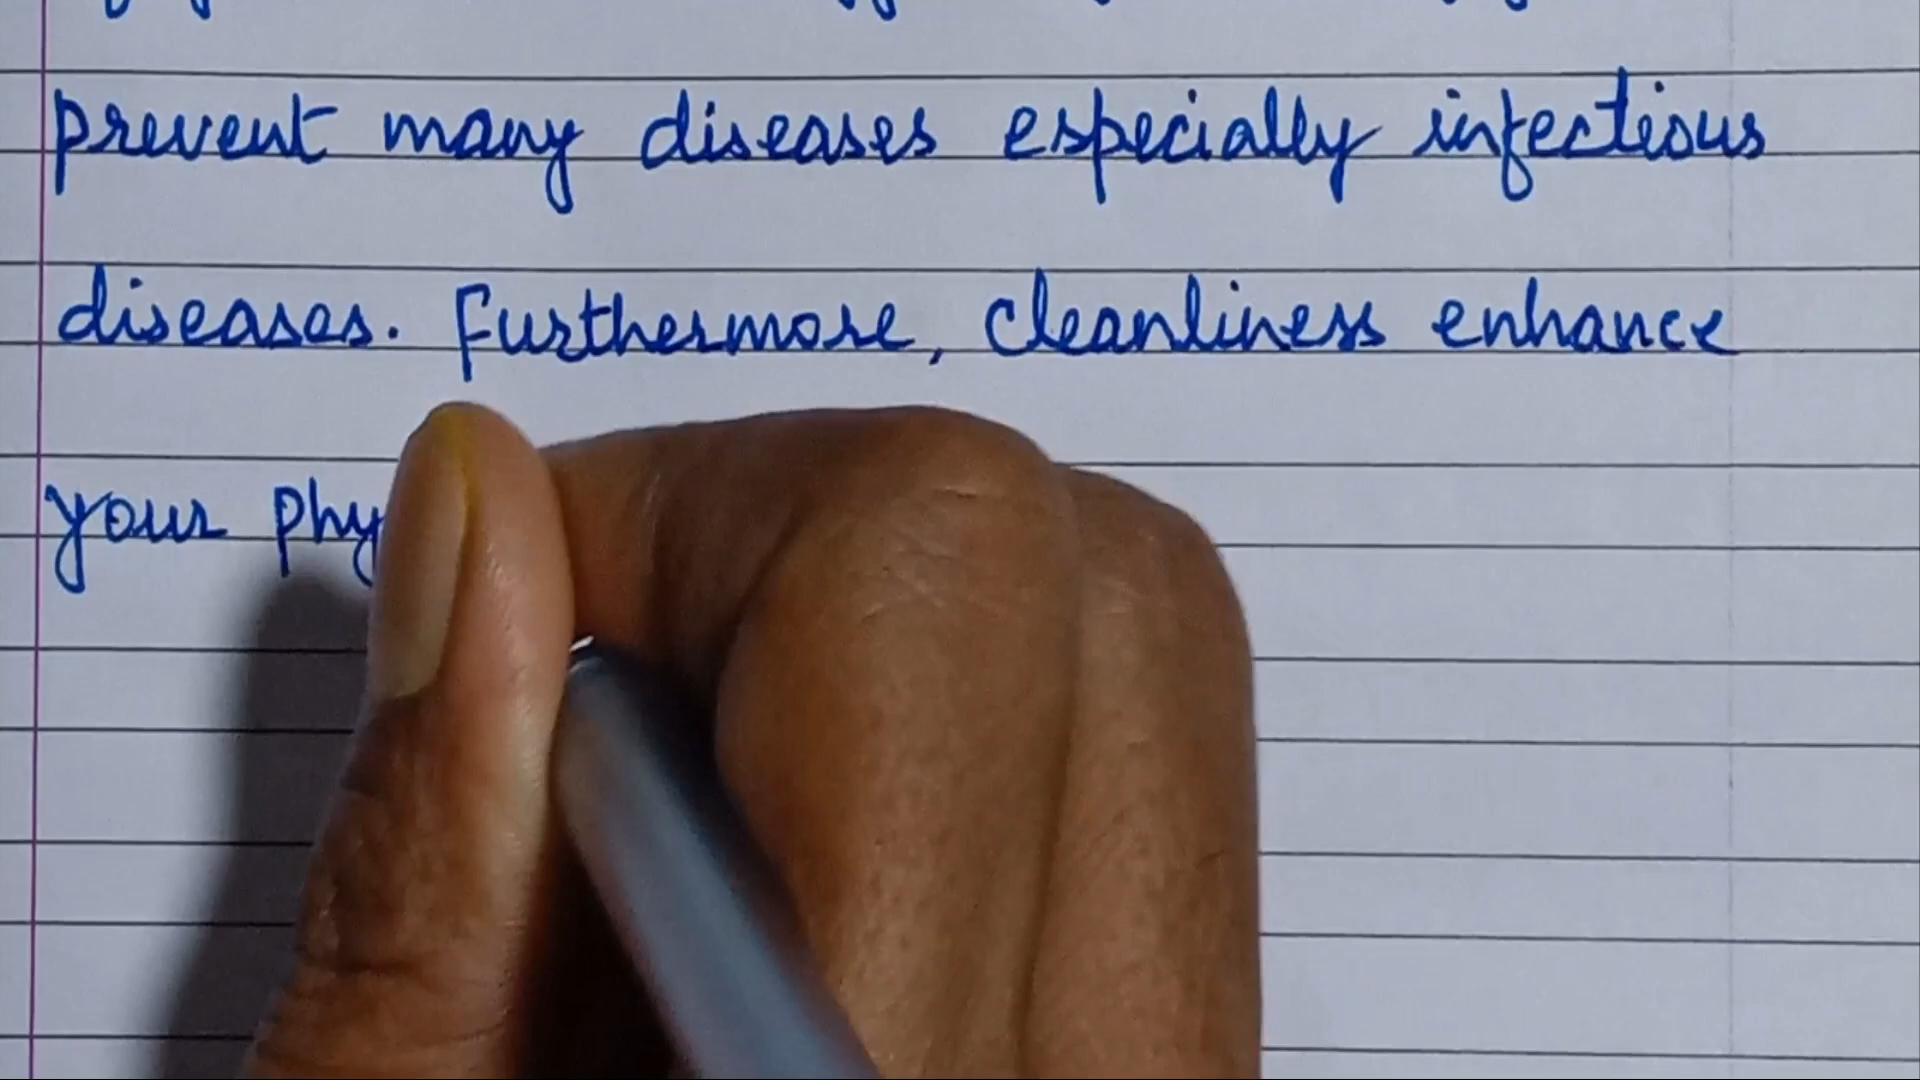 prevent many diseases especially infectious
diseases. Furthermore, cleanliness enhance
your phy